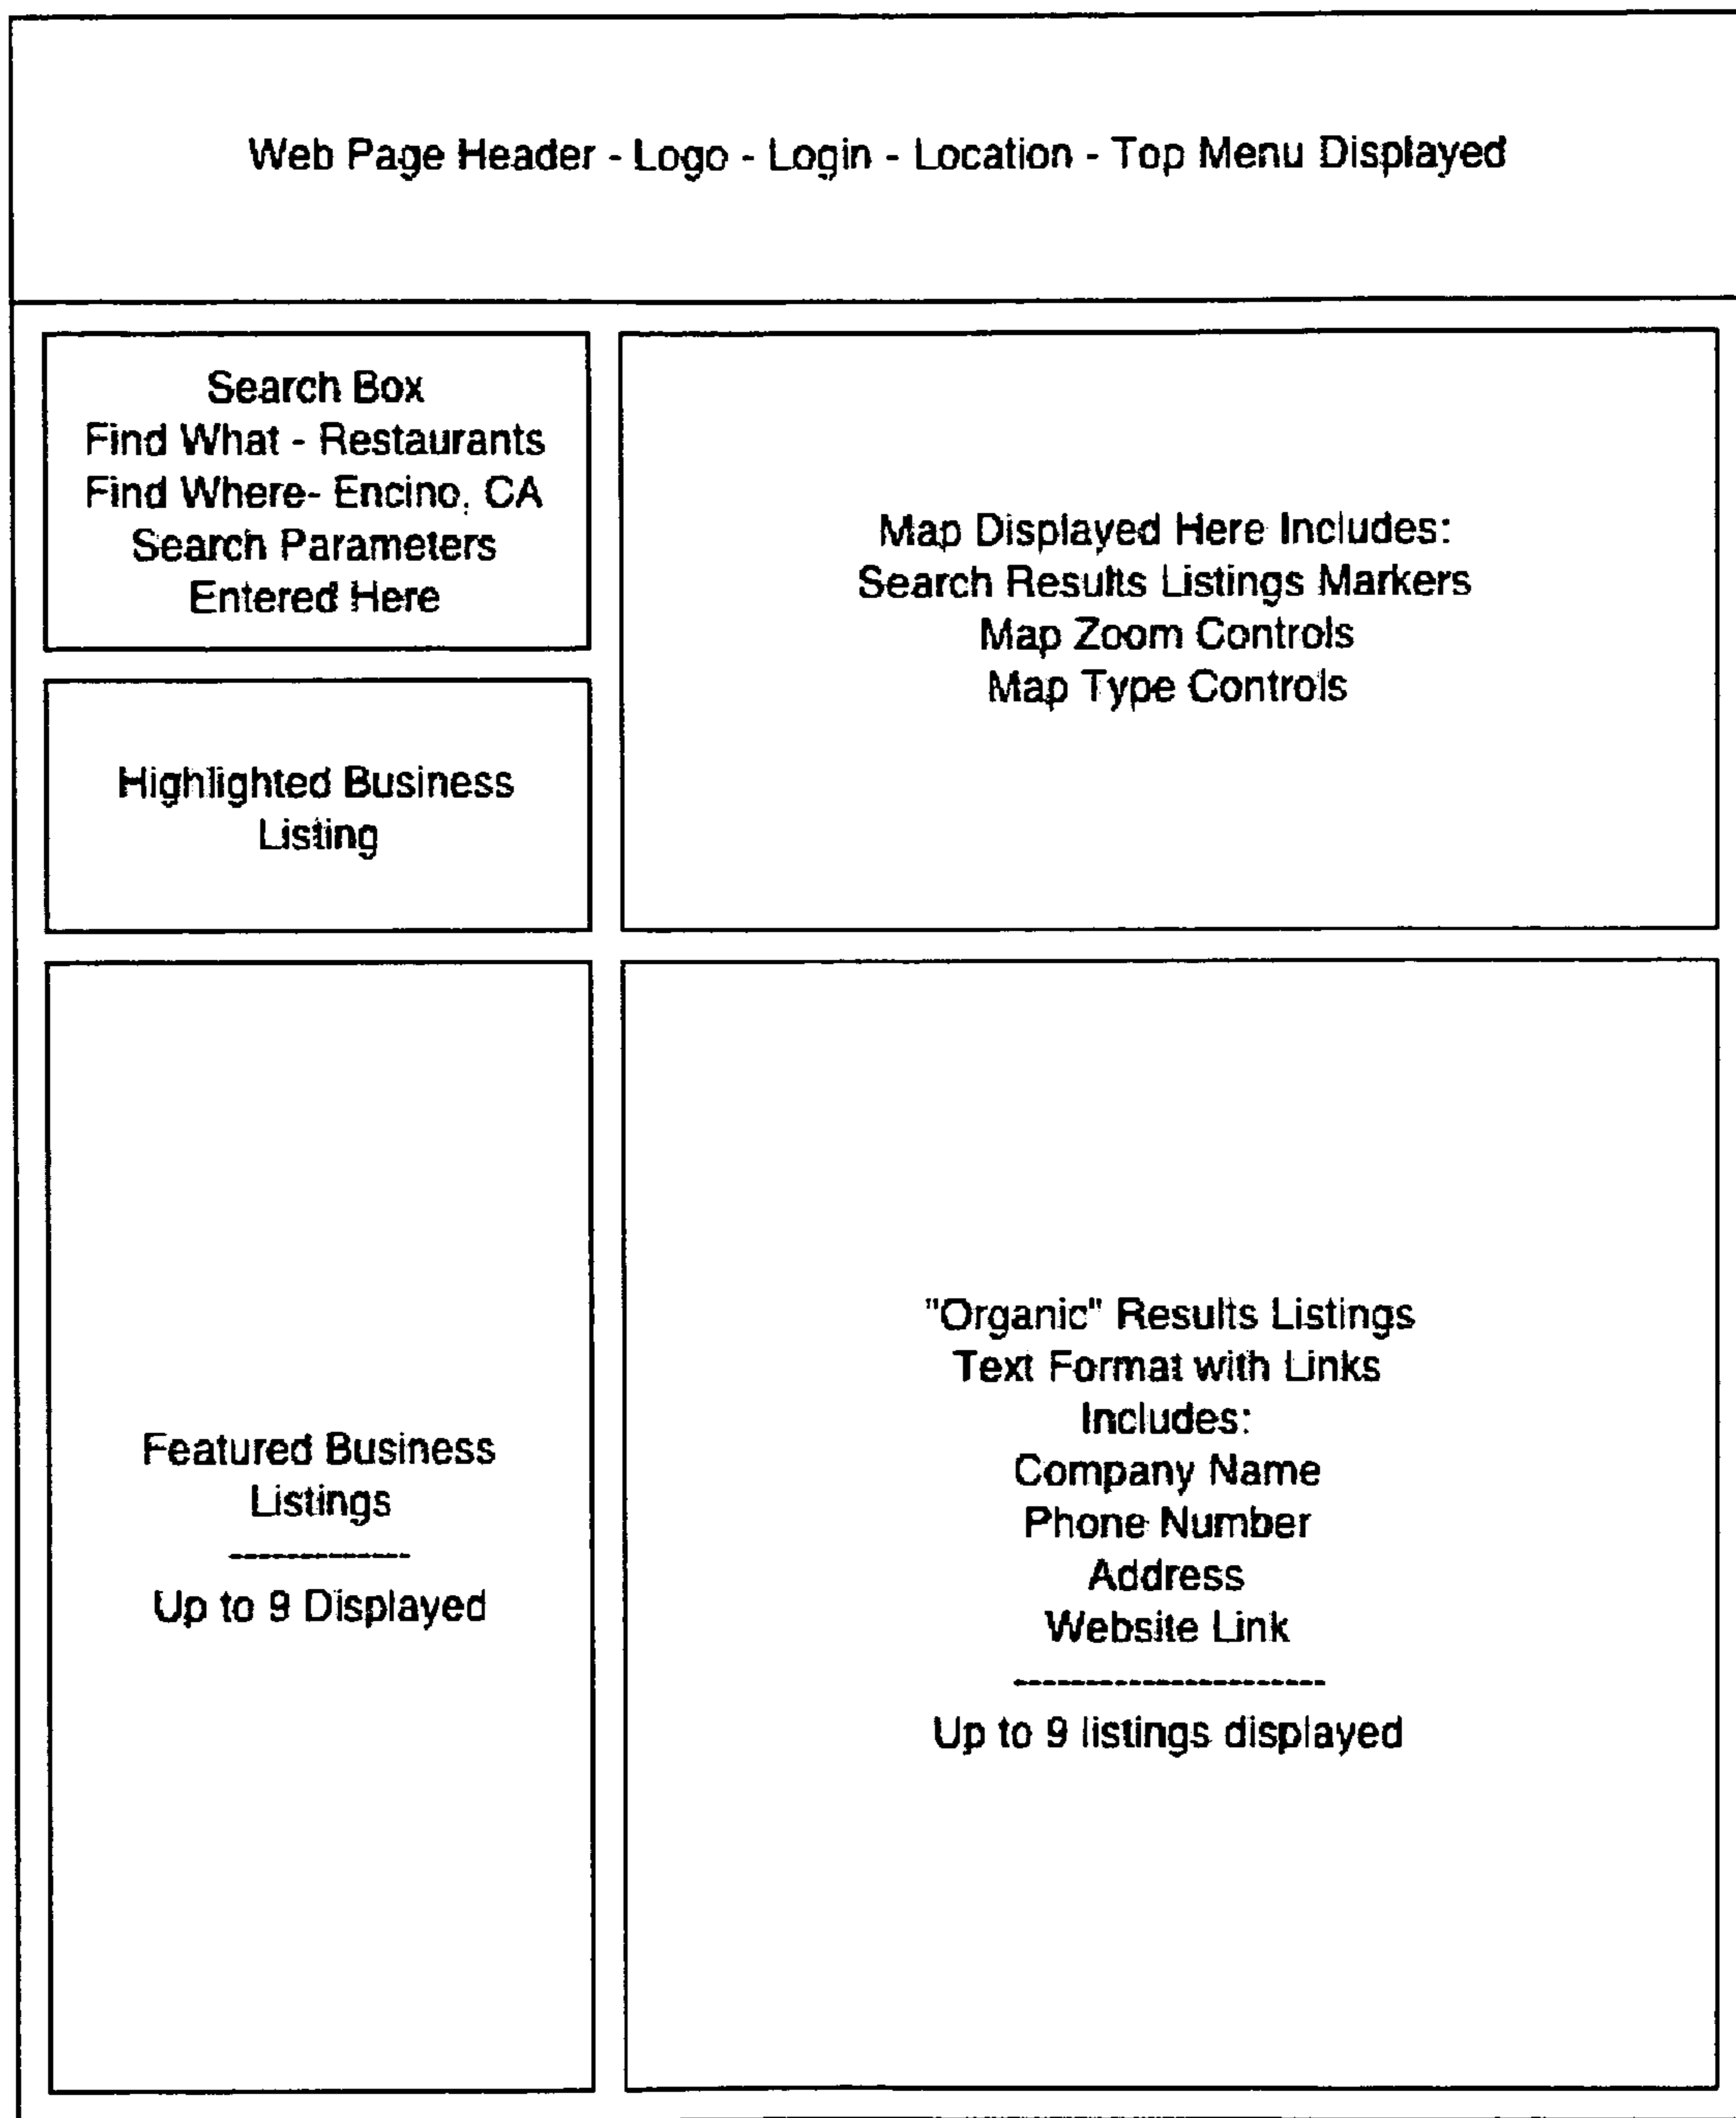 Web Page Header - Logo - Login - Location - Top Menu Displayed
Search Box
Find What - Restaurants
Find Where- Encino, CA
Search Parameters
Entered Here
Map Displayed Here Includes:
Search Results Listings Markers
Map Zoom Controls
Map Type Controls
Highlighted Business
Listing
Featured Business
Listings
-------------
Up to 9 Displayed
"Organic" Results Listings
Text Format with Links
Includes:
Company Name
Phone Number
Address
Website Link
----------------------
Up to 9 listings displayed